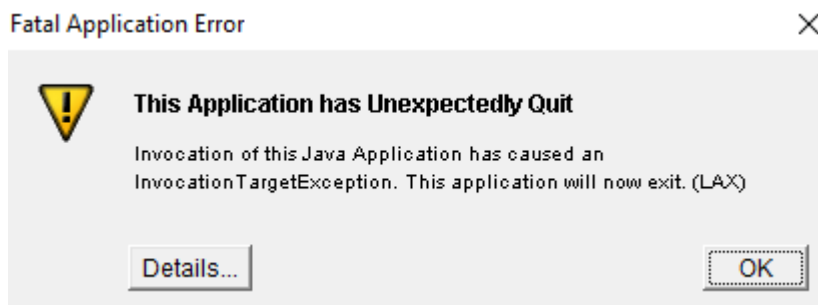 Fatal Application Error
This Application has Unexpectedly Quit
Invocation of this Java Application has caused an
InvocationTargetException. This application will now exit. (LAX)
Details...
OK